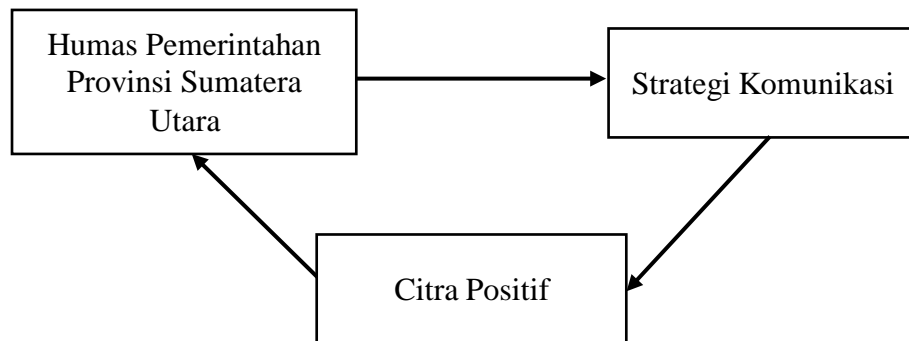 Humas Pemerintahan
Provinsi Sumatera
Utara
Strategi Komunikasi
Citra Positif